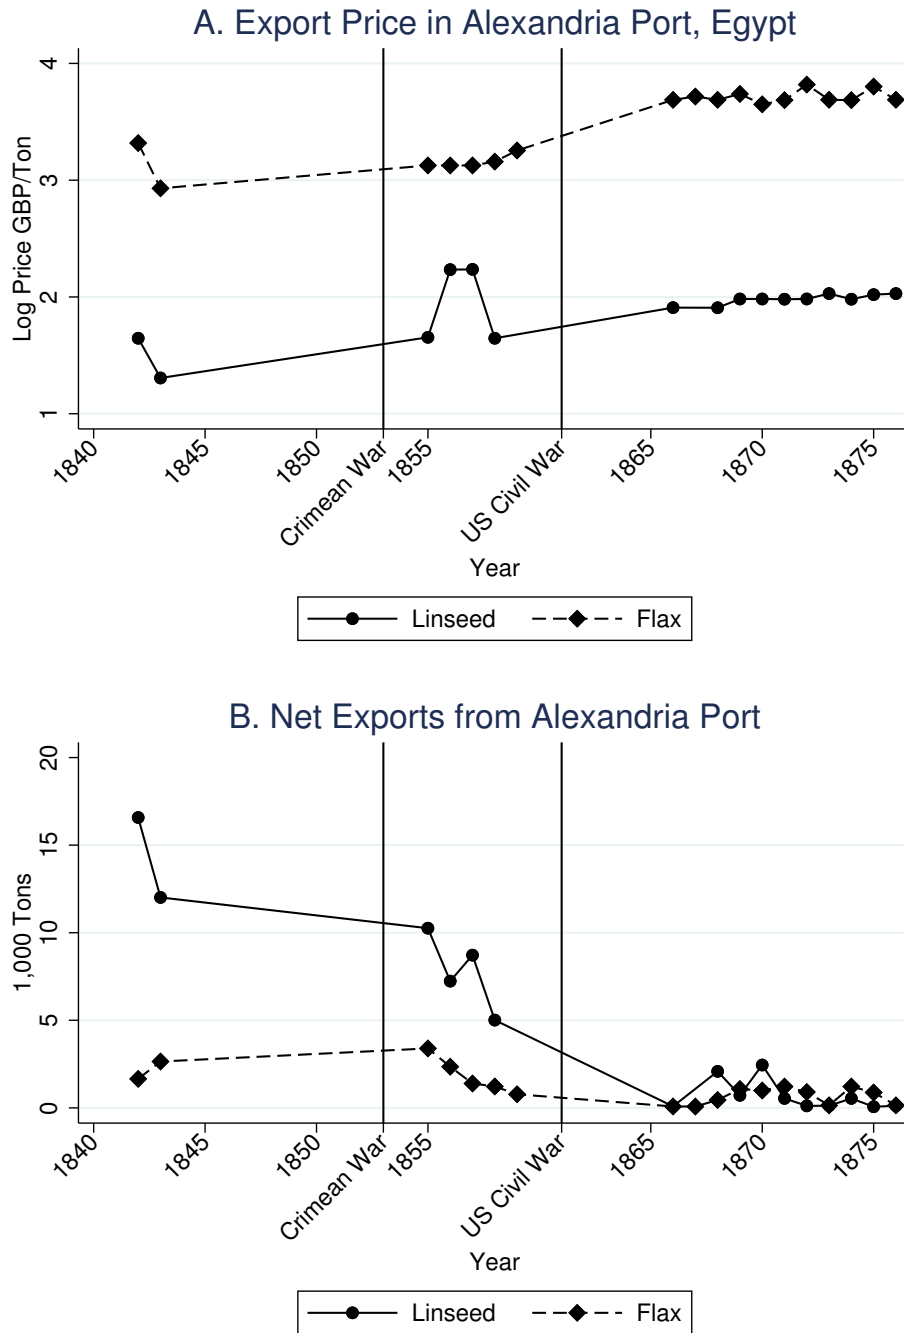 A. Export Price in Alexandria Port, Egypt
Log Price GBP/Ton
4
3
2
1
1840
1845
1850
Crimean War
1855
US Civil War
1865
1870
1875
Year
Linseed
Flax
B. Net Exports from Alexandria Port
1,000 Tons
20
15
10
5
0
1840
1845
1850
Crimean War
1855
US Civil War
1865
1870
1875
Year
Linseed
Flax